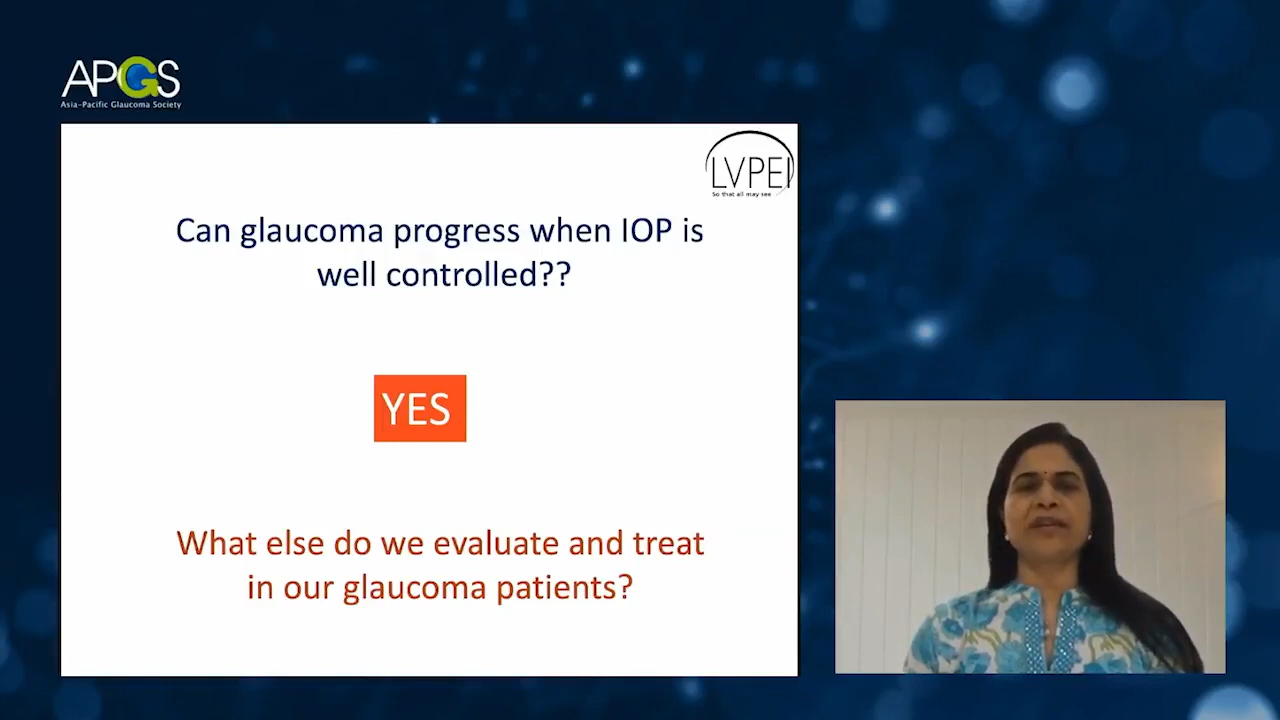 APGS
Asia-Pacific Glaucoma Society
LVPEI
So that all may see
Can glaucoma progress when IOP is
well controlled??
YES
What else do we evaluate and treat
in our glaucoma patients?